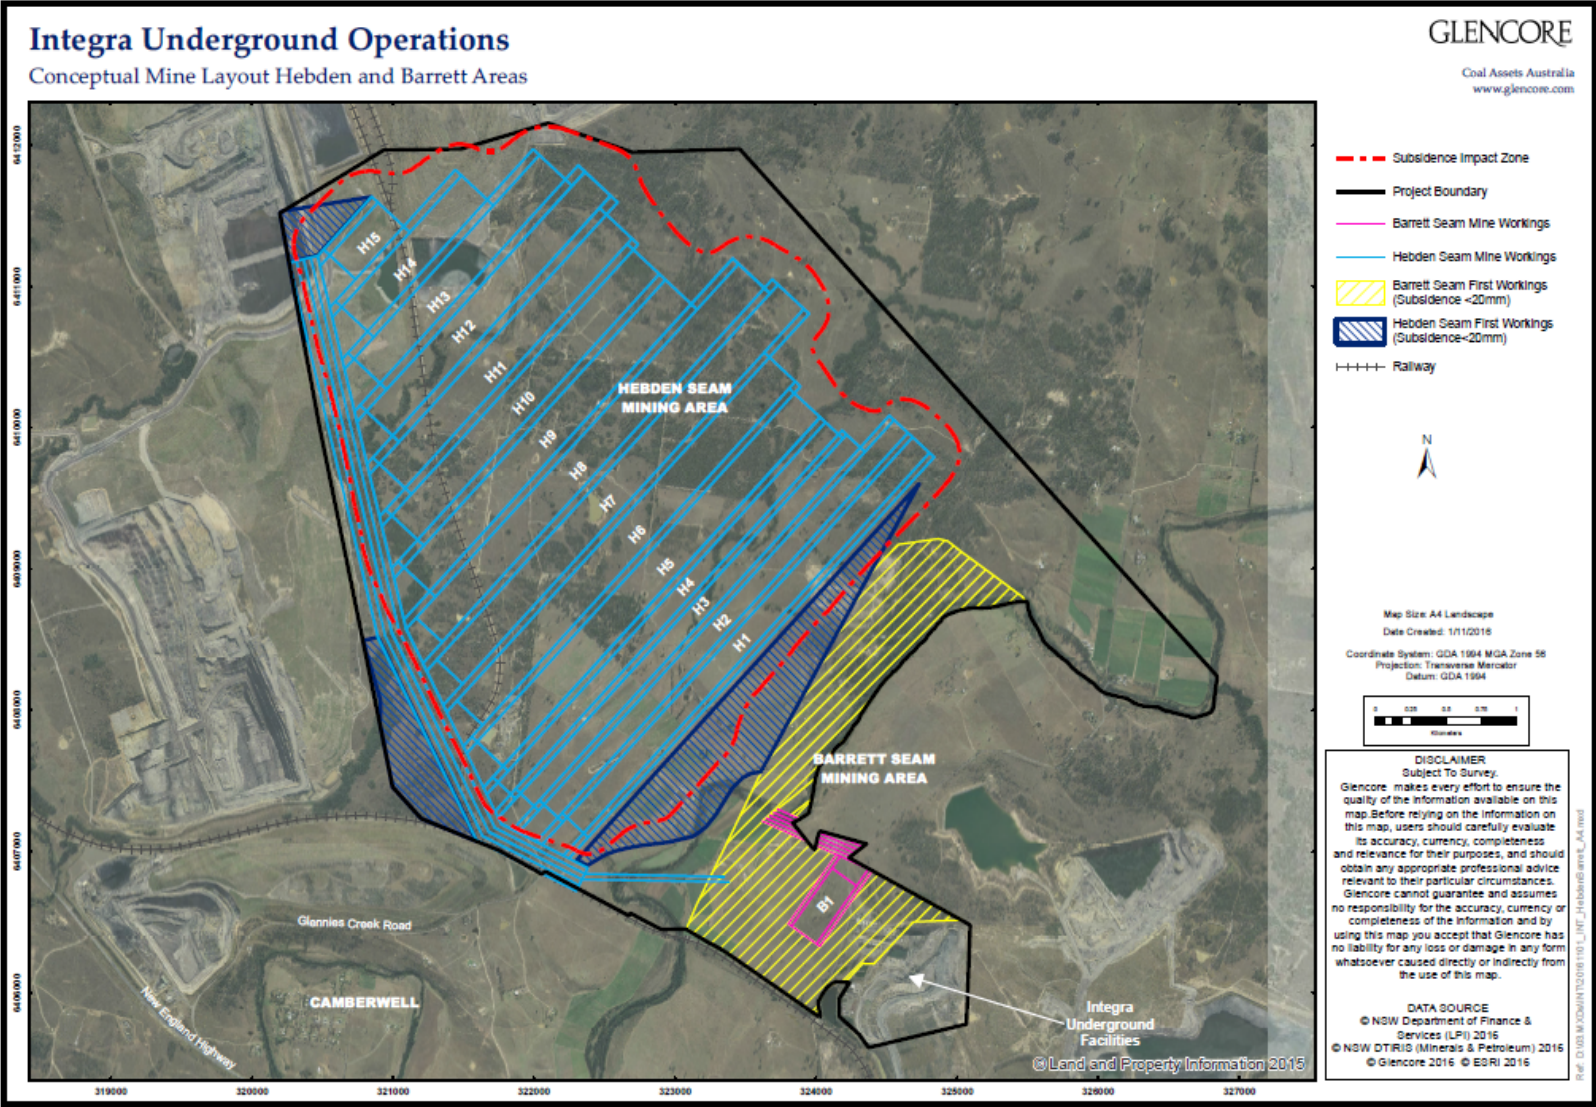 Integra Underground Operations
Conceptual Mine Layout Hebden and Barrett Areas
GLENCORE
Coal Assets Australia
www.glencore.com
Subsidence Impact Zone
Project Boundary
Barrett Seam Mine Workings
Hebden Seam Mine Workings
Barrett Seam First Workings
(Subsidence <20mm)
Hebden Seam First Workings
(Subsidence<20mm)
Railway
N
Map Size: A4 Landscape
Date Created: 1/11/2016
Coordinate System: GDA 1994 MGA Zone 56
Projection: Transverse Mercator
Datum: GDA 1994
0 0.25 0.5 0.75 1
Kilometers
DISCLAIMER
Subject To Survey.
Glencore makes every effort to ensure the
quality of the information available on this
map.Before relying on the information on
this map, users should carefully evaluate
its accuracy, currency, completeness
and relevance for their purposes, and should
obtain any appropriate professional advice
relevant to their particular circumstances.
Glencore cannot guarantee and assumes
no responsibility for the accuracy, currency or
completeness of the information and by
using this map you accept that Glencore has
no liability for any loss or damage in any form
whatsoever caused directly or indirectly from
the use of this map.
DATA SOURCE
© NSW Department of Finance &
Services (LPI) 2016
© NSW DTIRIS (Minerals & Petroleum) 2016
© Glencore 2016 © ESRI 2016
6412000
6411000
6410000
6409000
6408000
6407000
6406000
H15
H14
H13
H12
H11
H10
H9
H8
H7
H6
H5
H4
H3
H2
H1
HEBDEN SEAM
MINING AREA
BARRETT SEAM
MINING AREA
B1
Glennies Creek Road
New England Highway
CAMBERWELL
Integra
Underground
Facilities
© Land and Property Information 2015
319000 320000 321000 322000 323000 324000 325000 326000 327000